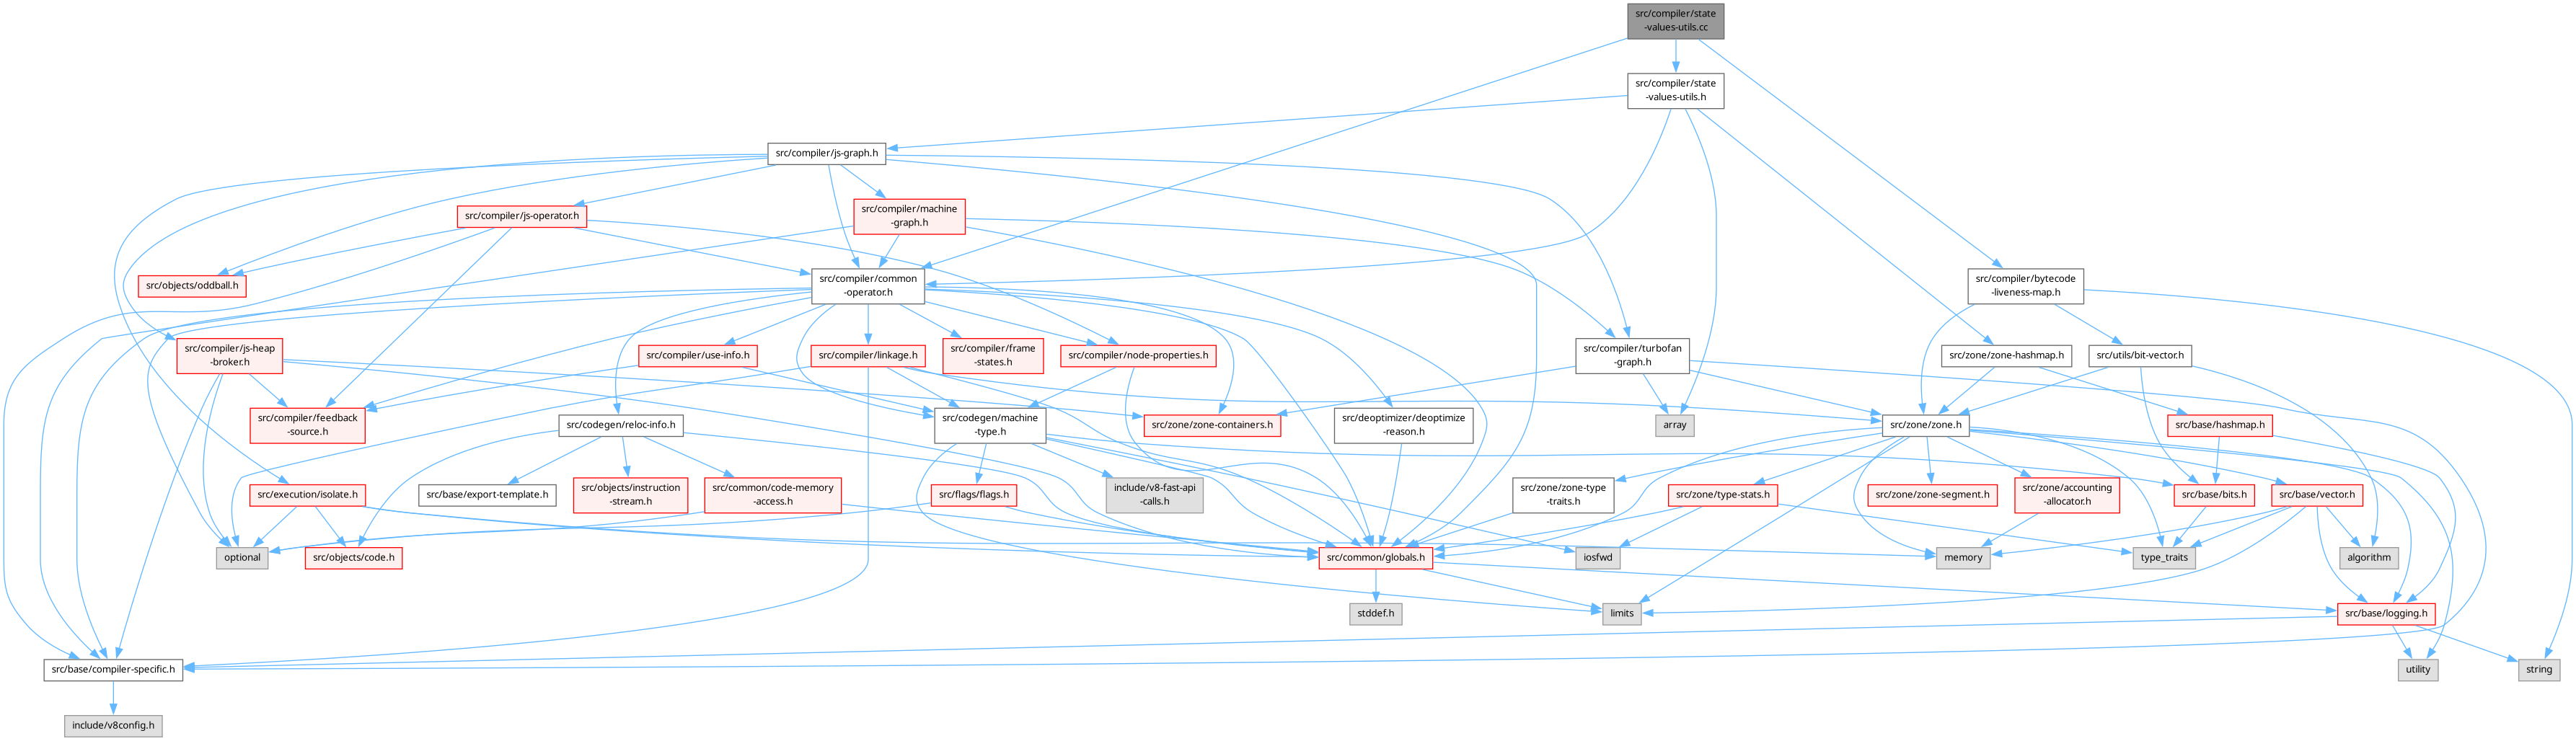 src/compiler/state
-values-utils.cc
src/compiler/state
-values-utils.h
src/compiler/js-graph.h
src/compiler/js-operator.h
src/compiler/machine
-graph.h
src/objects/oddball.h
src/compiler/common
-operator.h
src/compiler/bytecode
-liveness-map.h
src/compiler/js-heap
-broker.h
src/compiler/use-info.h
src/compiler/linkage.h
src/compiler/frame
-states.h
src/compiler/node-properties.h
src/compiler/turbofan
-graph.h
src/zone/zone-hashmap.h
src/utils/bit-vector.h
src/compiler/feedback
-source.h
src/codegen/reloc-info.h
src/codegen/machine
-type.h
src/zone/zone-containers.h
src/deoptimizer/deoptimize
-reason.h
array
src/zone/zone.h
src/base/hashmap.h
src/execution/isolate.h
src/base/export-template.h
src/objects/instruction
-stream.h
src/common/code-memory
-access.h
src/flags/flags.h
include/v8-fast-api
-calls.h
src/zone/zone-type
-traits.h
src/zone/type-stats.h
src/zone/zone-segment.h
src/zone/accounting
-allocator.h
src/base/bits.h
src/base/vector.h
optional
src/objects/code.h
src/common/globals.h
iosfwd
memory
type_traits
algorithm
stddef.h
limits
src/base/logging.h
src/base/compiler-specific.h
utility
string
include/v8config.h